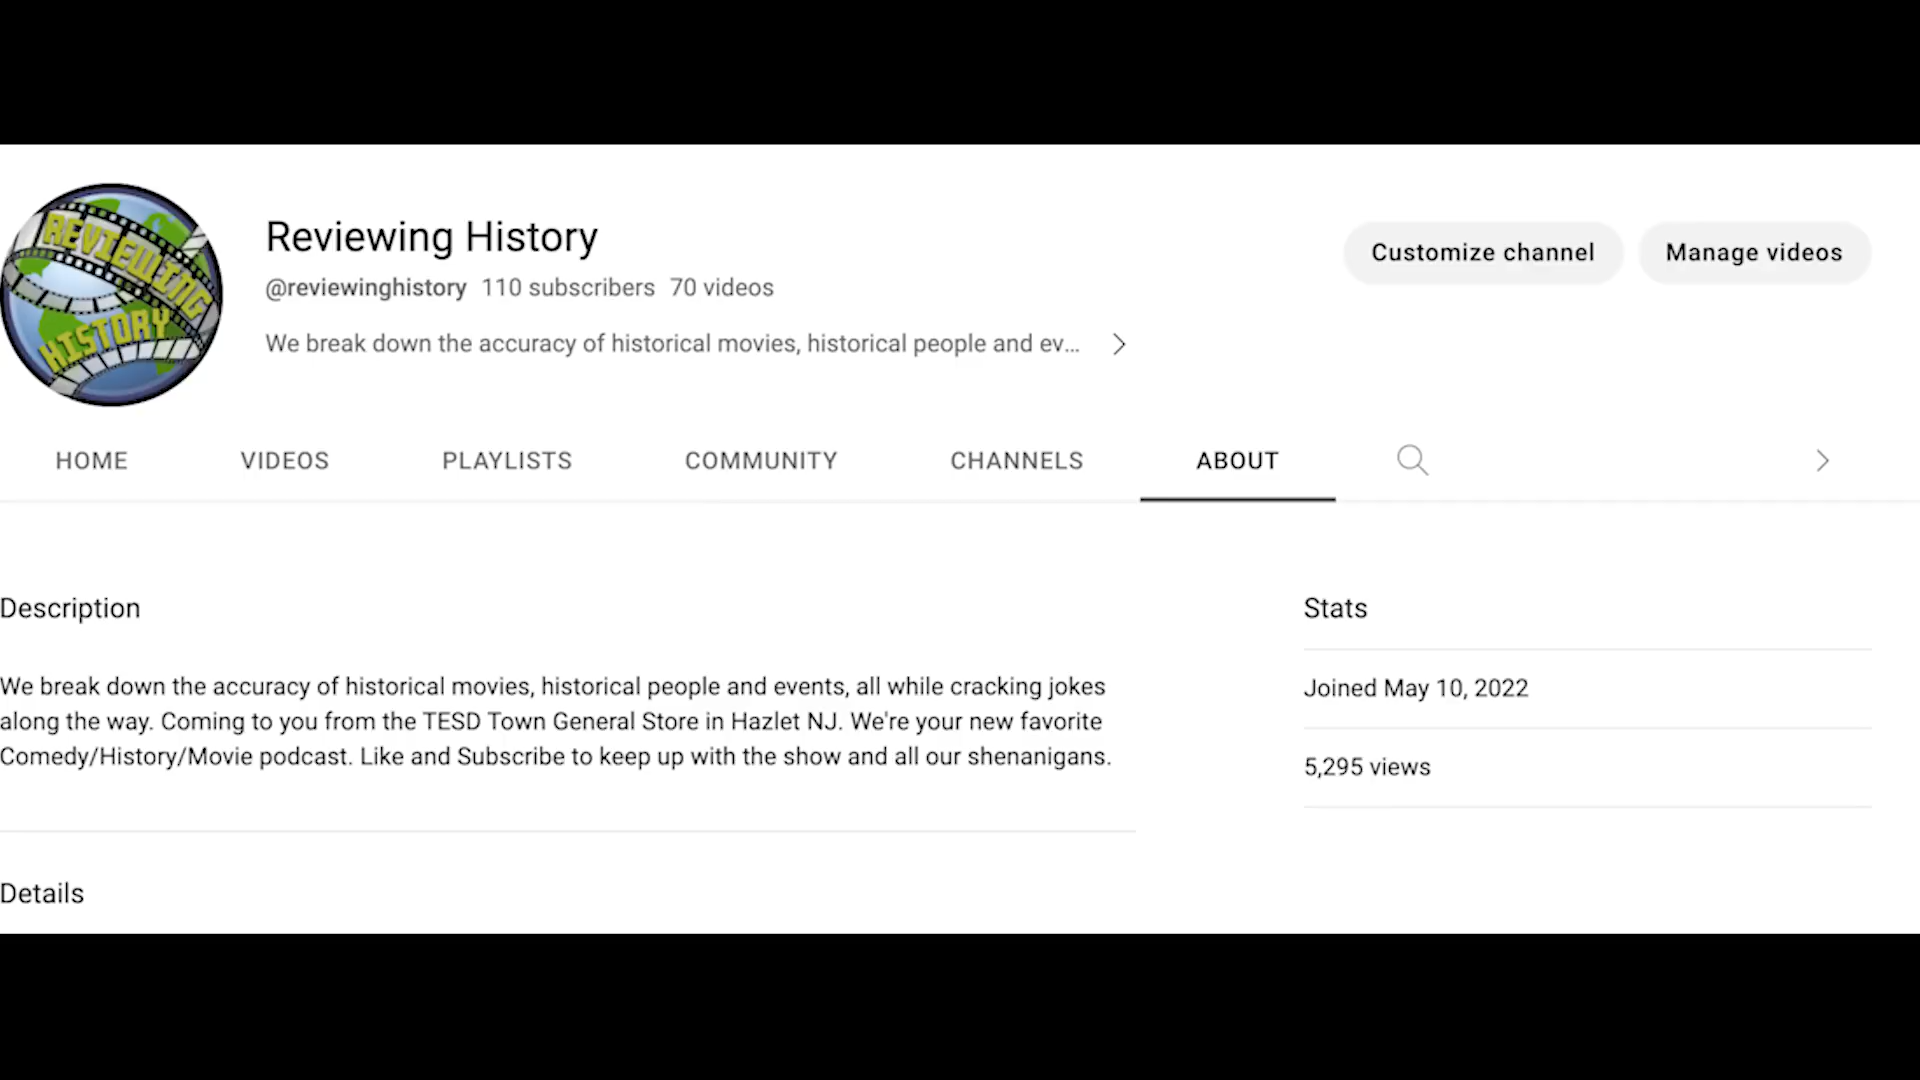 REVIEWING
HISTORY
Reviewing History
@reviewinghistory 110 subscribers 70 videos
We break down the accuracy of historical movies, historical people and ev...
Customize channel
Manage videos
HOME
VIDEOS
PLAYLISTS
COMMUNITY
CHANNELS
ABOUT
Description
We break down the accuracy of historical movies, historical people and events, all while cracking jokes
along the way. Coming to you from the TESD Town General Store in Hazlet NJ. We're your new favorite
Comedy/History/Movie podcast. Like and Subscribe to keep up with the show and all our shenanigans.
Details
Stats
Joined May 10, 2022
5,295 views